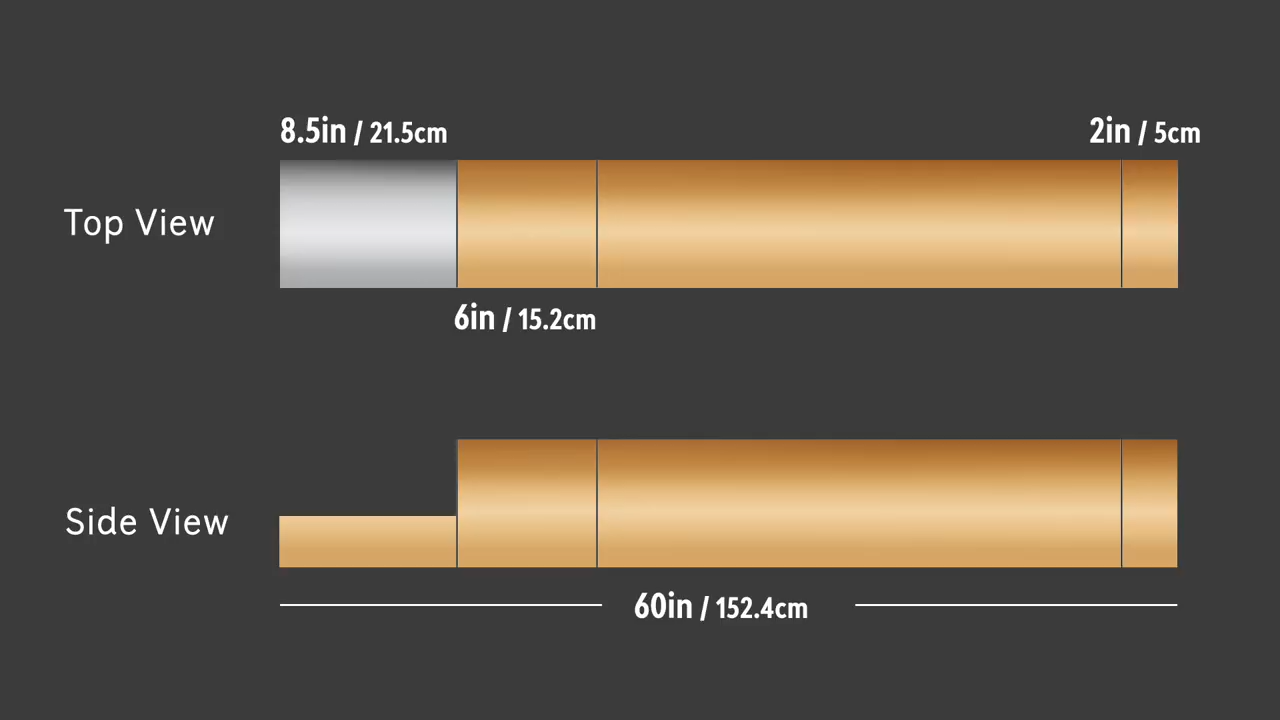 8.5in / 21.5cm
2in / 5cm
Top View
6in / 15.2cm
Side View
60in / 152.4cm